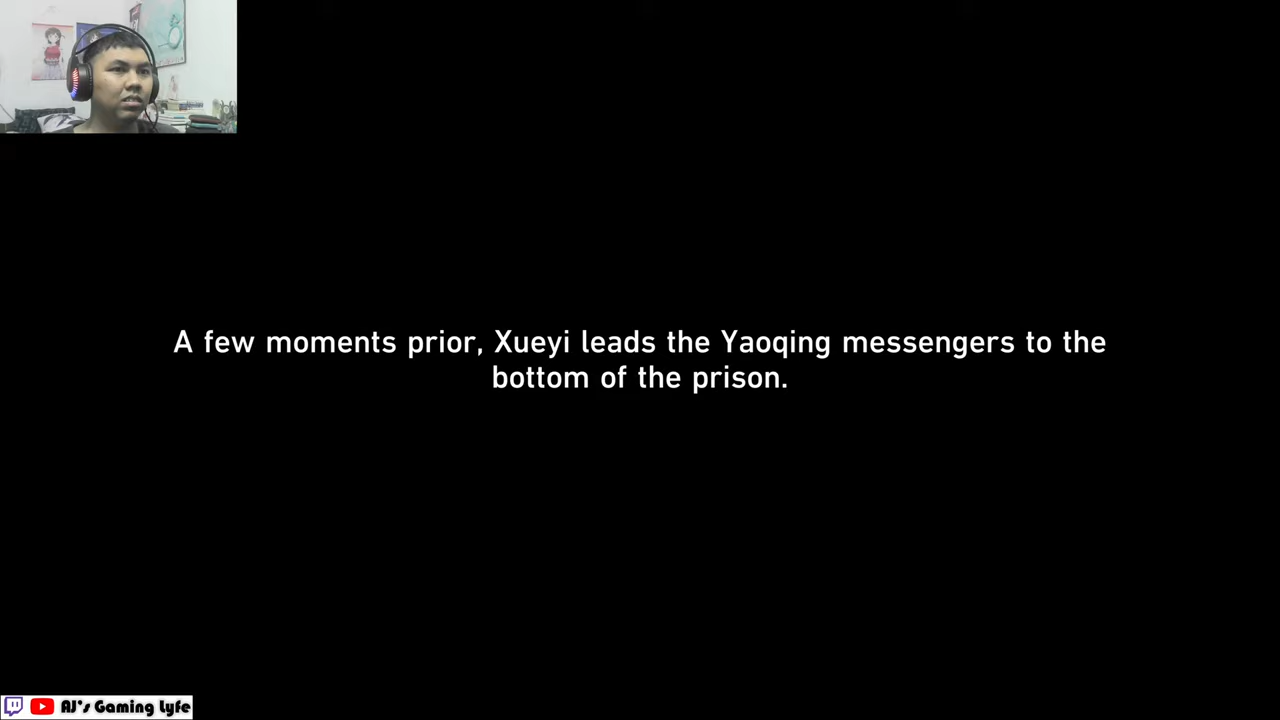 A few moments prior, Xueyi leads the Yaoqing messengers to the
bottom of the prison.
AJ's Gaming Lyfe